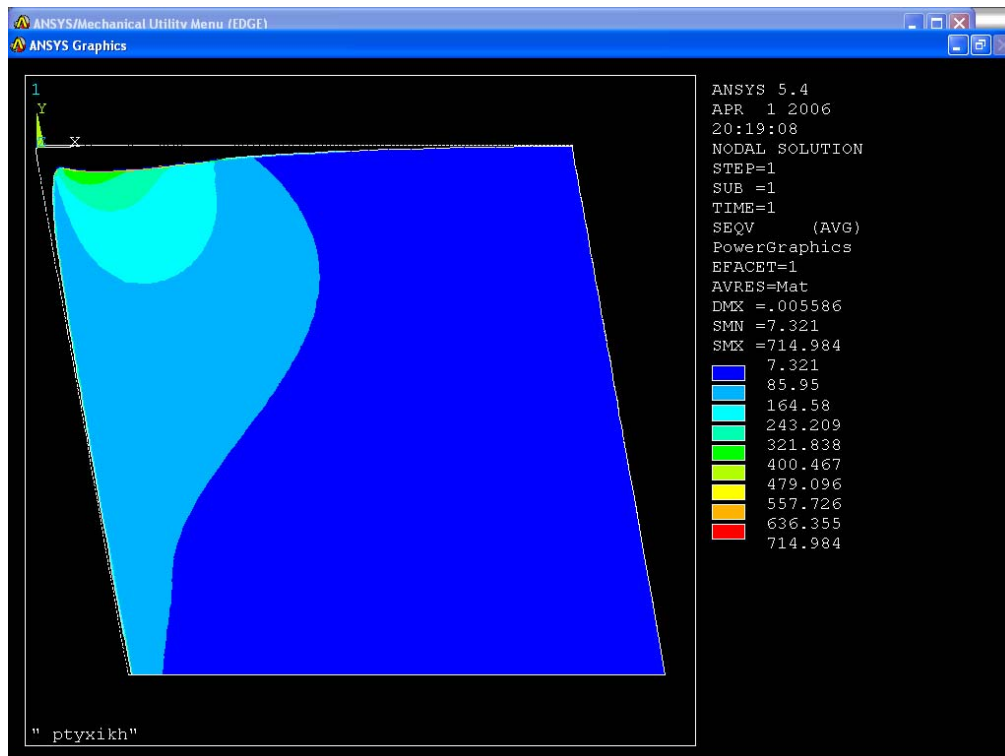 ANSYS/Mechanical Utility Menu (EDGE)
ANSYS Graphics
1
Y
X
ANSYS 5.4
APR 1 2006
20:19:08
NODAL SOLUTION
STEP=1
SUB =1
TIME=1
SEQV (AVG)
PowerGraphics
EFACET=1
AVRES=Mat
DMX =.005586
SMN =7.321
SMX =714.984
7.321
85.95
164.58
243.209
321.838
400.467
479.096
557.726
636.355
714.984
" ptyxikh"